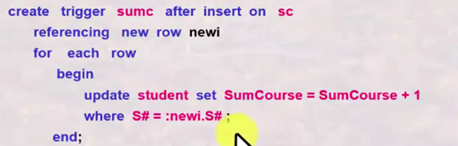 create trigger sumc after insert on sc
referencing new row newi
for each row
begin
update student set SumCourse = SumCourse + 1
where S# = :newi.S# ;
end;